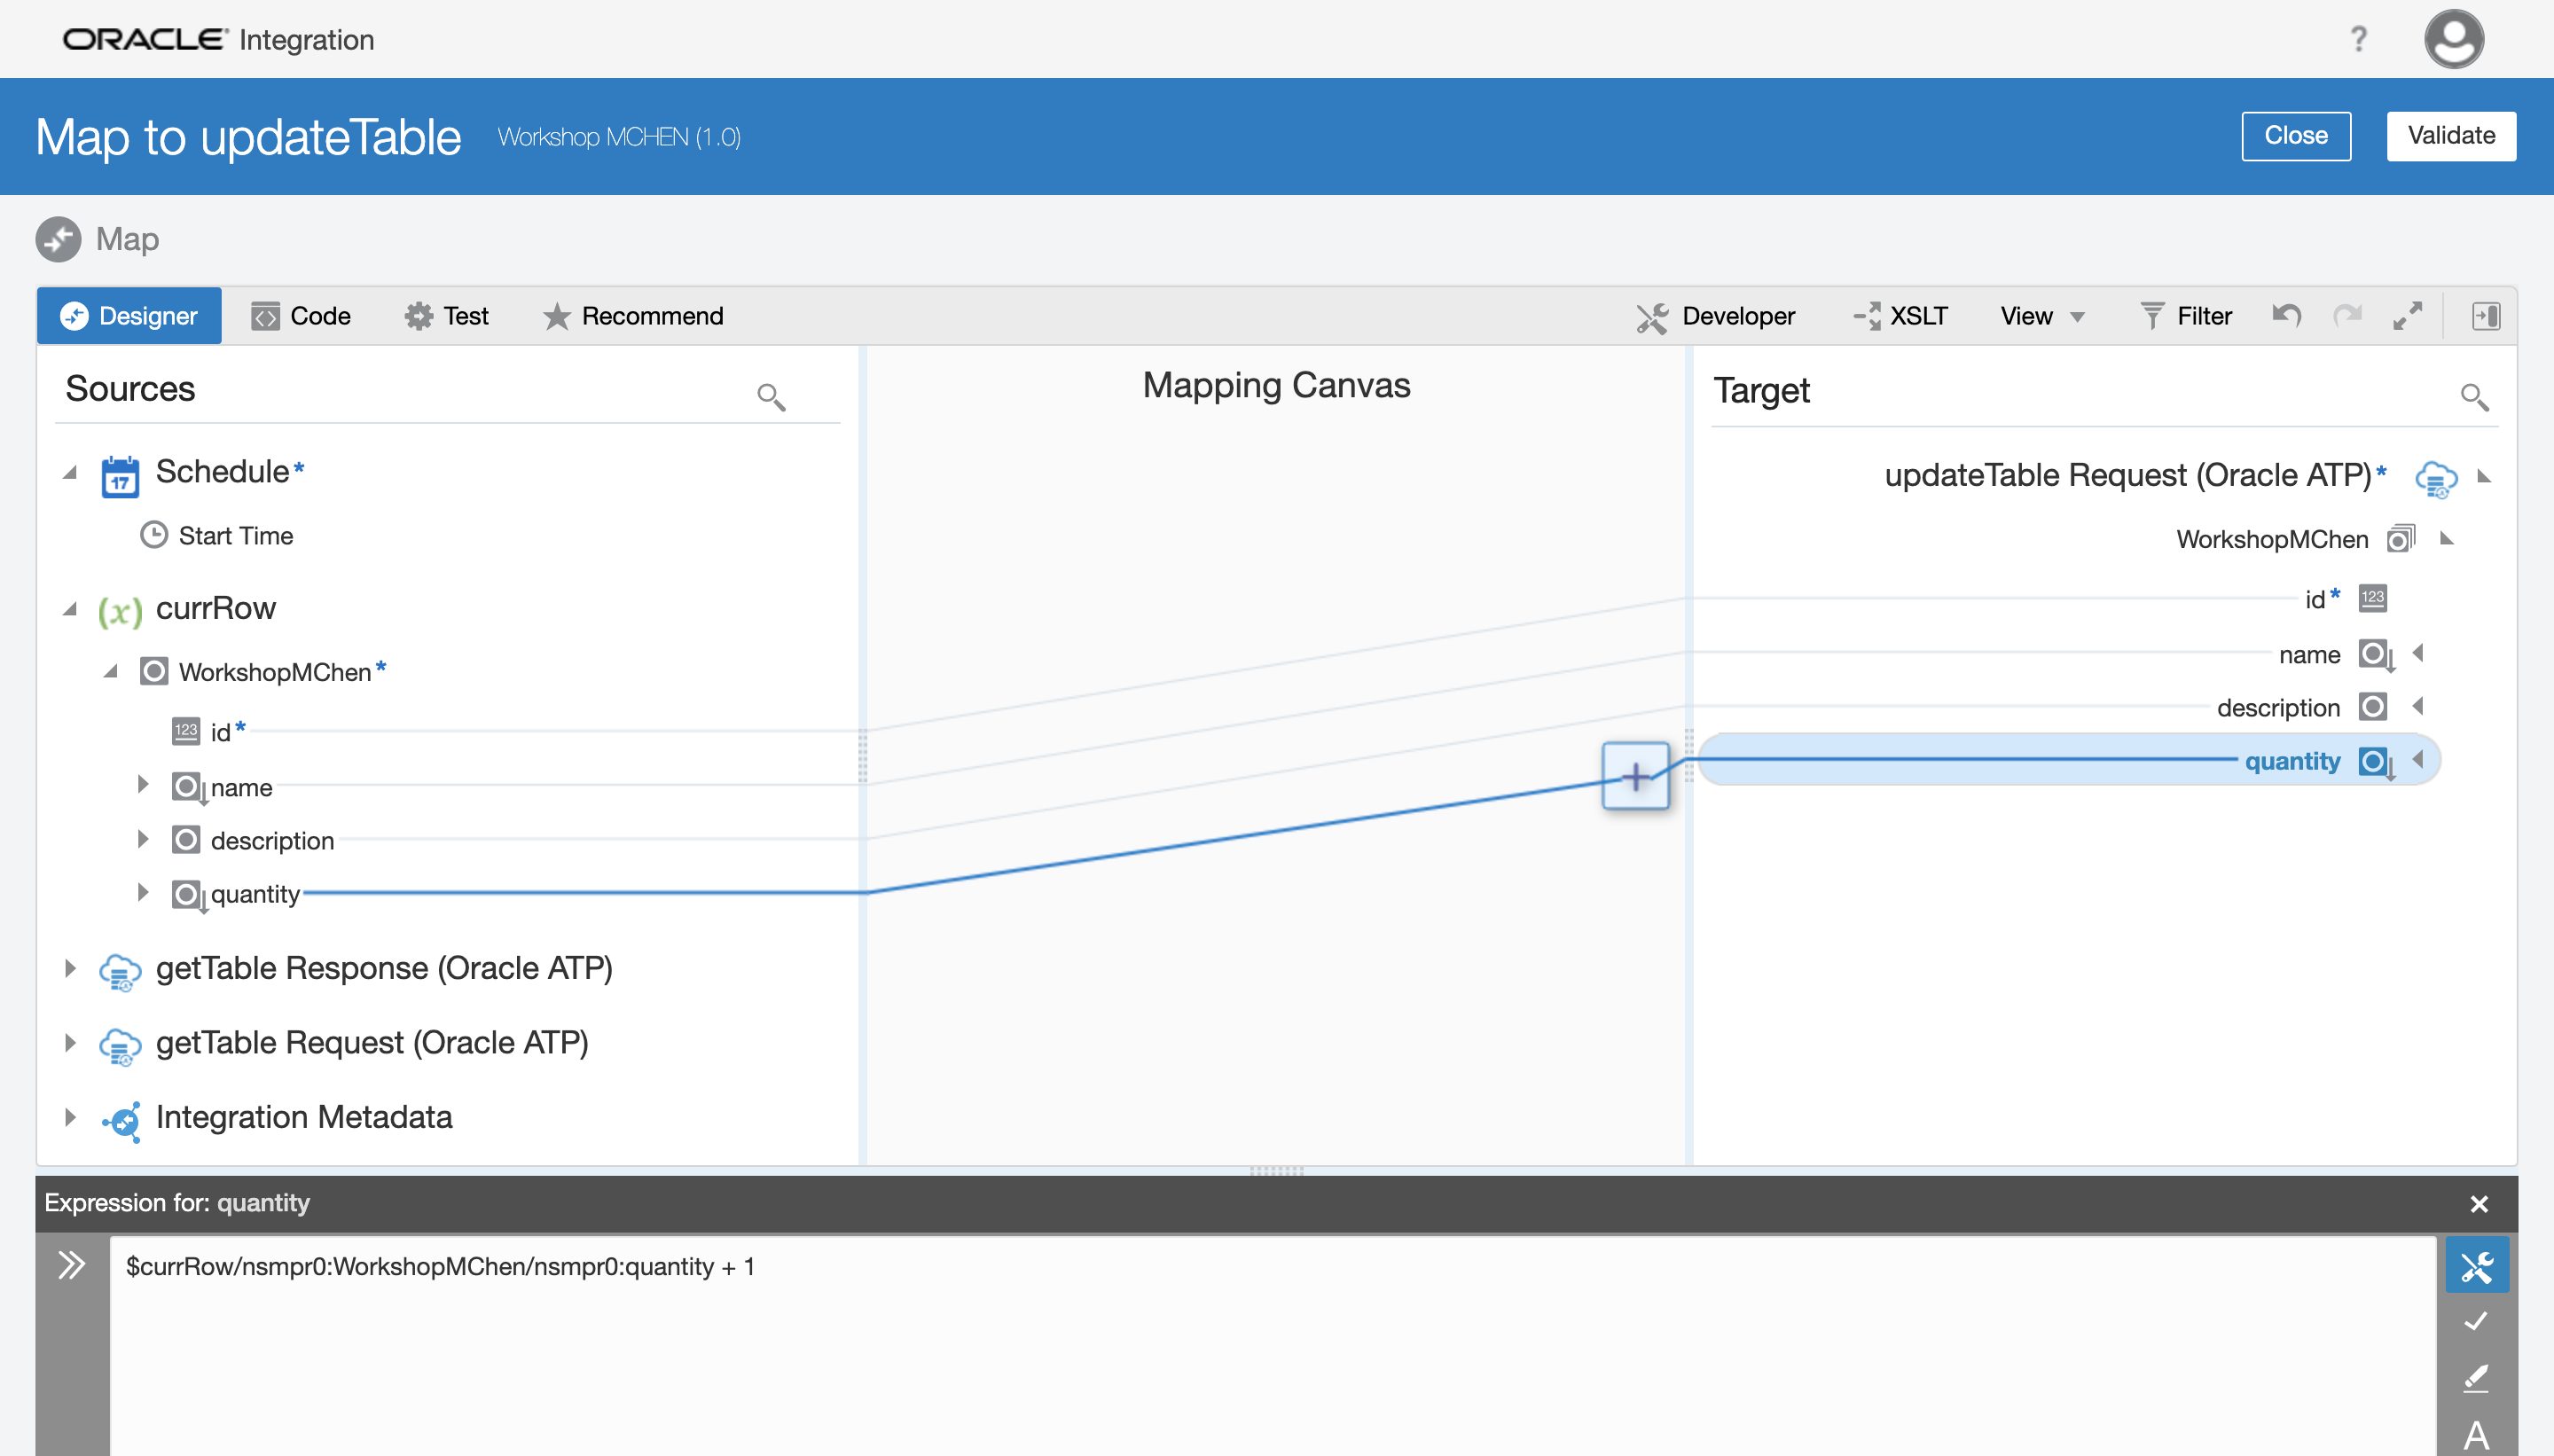 ORACLE Integration ?
Map to updateTable Workshop MCHEN (1.0) Close Validate
Map
Designer Code Test Recommend Developer XSLT View Filter
Sources
Mapping Canvas
Target
17 Schedule*
Start Time
(x) currRow
WorkshopMChen*
123 id*
name
description
quantity
getTable Response (Oracle ATP)
getTable Request (Oracle ATP)
Integration Metadata
updateTable Request (Oracle ATP)*
WorkshopMChen
id* 123
name
description
quantity
Expression for: quantity
$currRow/nsmpr0:WorkshopMChen/nsmpr0:quantity + 1
A